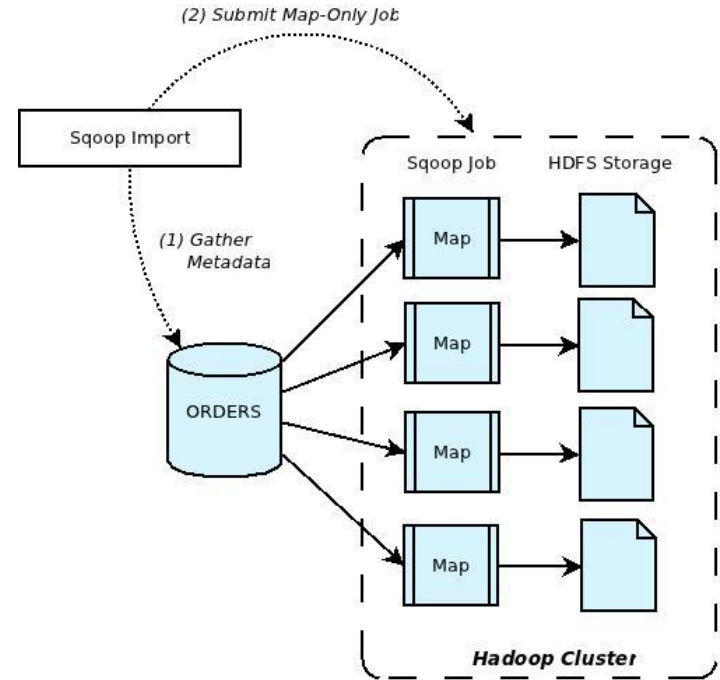 (2) Submit Map-Only Job
Sqoop Import
Sqoop Job
HDFS Storage
(1) Gather
Metadata
Map
Map
ORDERS
Map
Map
Hadoop Cluster